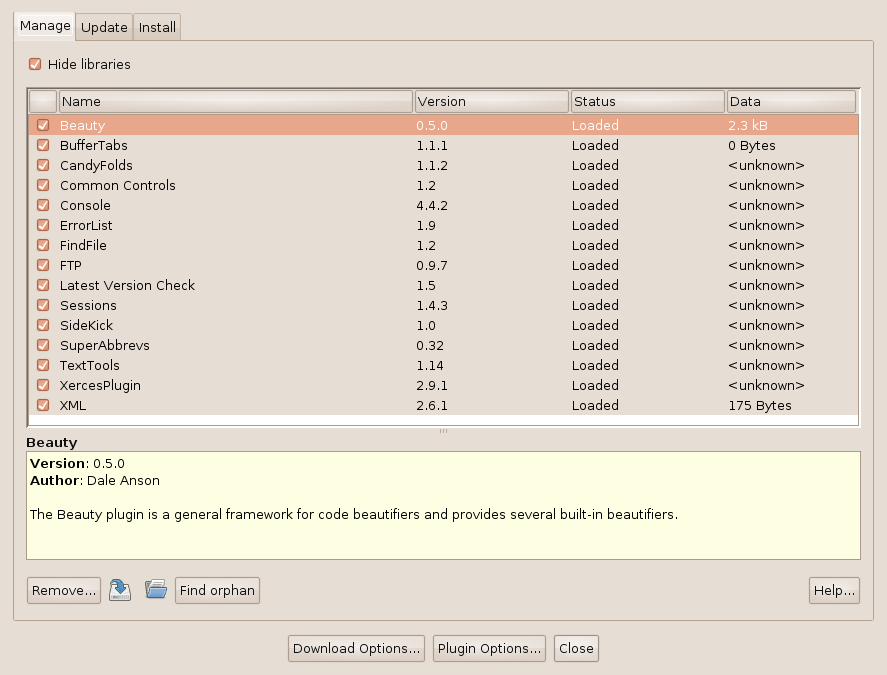 Manage Update Install
Hide libraries
Name Version Status Data
Beauty 0.5.0 Loaded 2.3 kB
BufferTabs 1.1.1 Loaded 0 Bytes
CandyFolds 1.1.2 Loaded <unknown>
Common Controls 1.2 Loaded <unknown>
Console 4.4.2 Loaded <unknown>
ErrorList 1.9 Loaded <unknown>
FindFile 1.2 Loaded <unknown>
FTP 0.9.7 Loaded <unknown>
Latest Version Check 1.5 Loaded <unknown>
Sessions 1.4.3 Loaded <unknown>
SideKick 1.0 Loaded <unknown>
SuperAbbrevs 0.32 Loaded <unknown>
TextTools 1.14 Loaded <unknown>
XercesPlugin 2.9.1 Loaded <unknown>
XML 2.6.1 Loaded 175 Bytes
Beauty
Version: 0.5.0
Author: Dale Anson
The Beauty plugin is a general framework for code beautifiers and provides several built-in beautifiers.
Remove... Find orphan Help...
Download Options... Plugin Options... Close